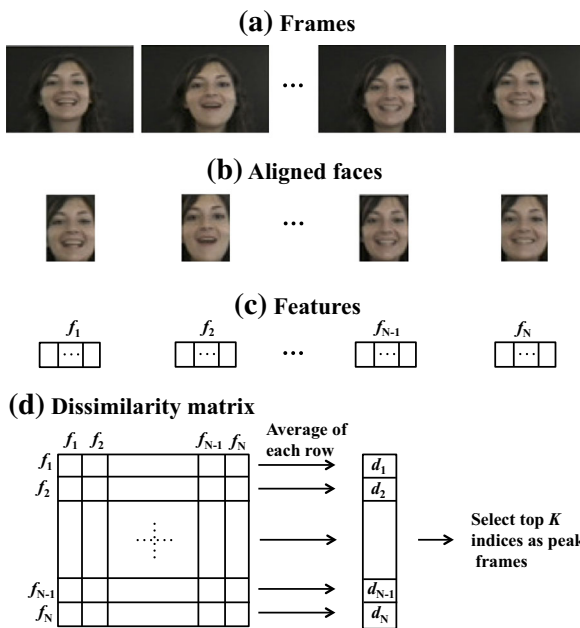 (a) Frames
...
(b) Aligned faces
...
(c) Features
f1 f2 fN-1 fN
... ... ... ... ...
(d) Dissimilarity matrix
f1 f2 fN-1 fN
Average of
each row
f1
f2
fN-1
fN
d1
d2
dN-1
dN
Select top K
indices as peak
frames